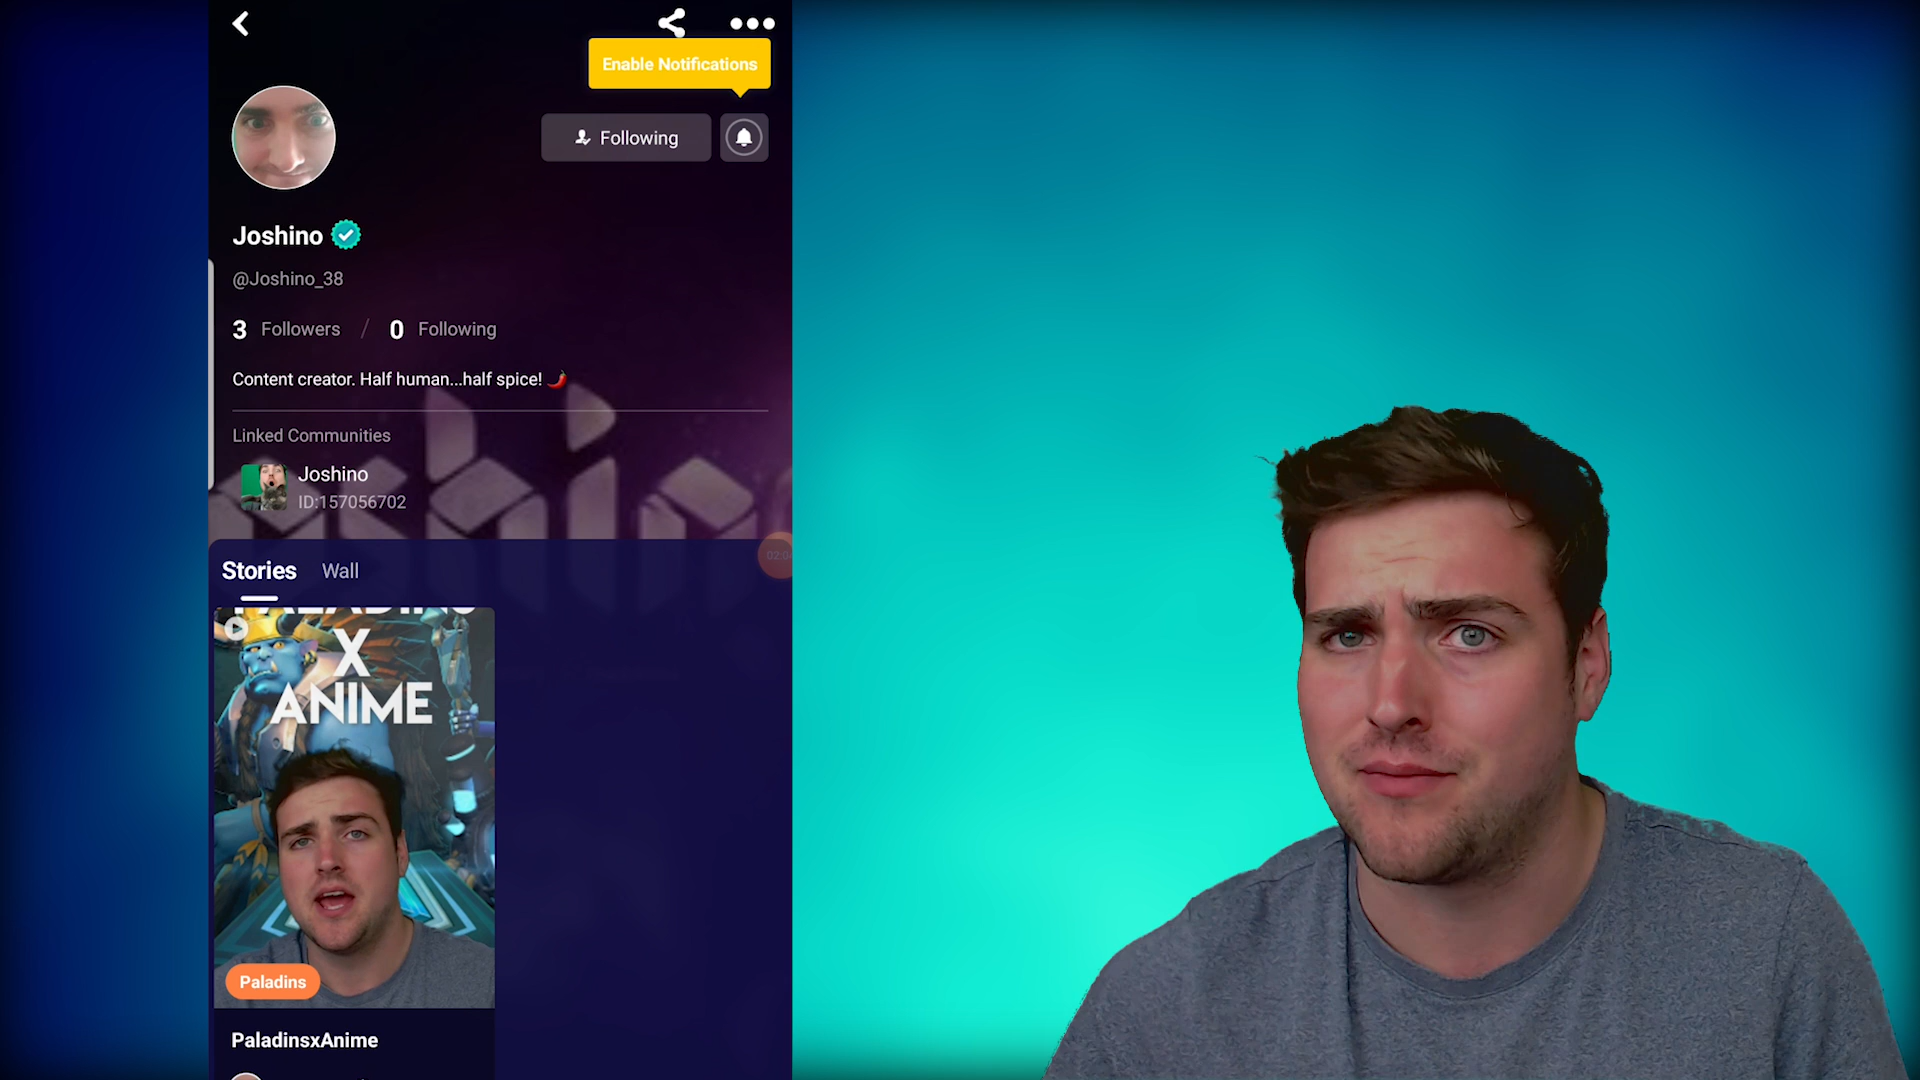 Enable Notifications
Following
Joshino
@Joshino_38
3 Followers / 0 Following
Content creator. Half human...half spice! 🌶️
Linked Communities
Joshino
ID:157056702
Stories Wall
X
ANIME
Paladins
PaladinsxAnime